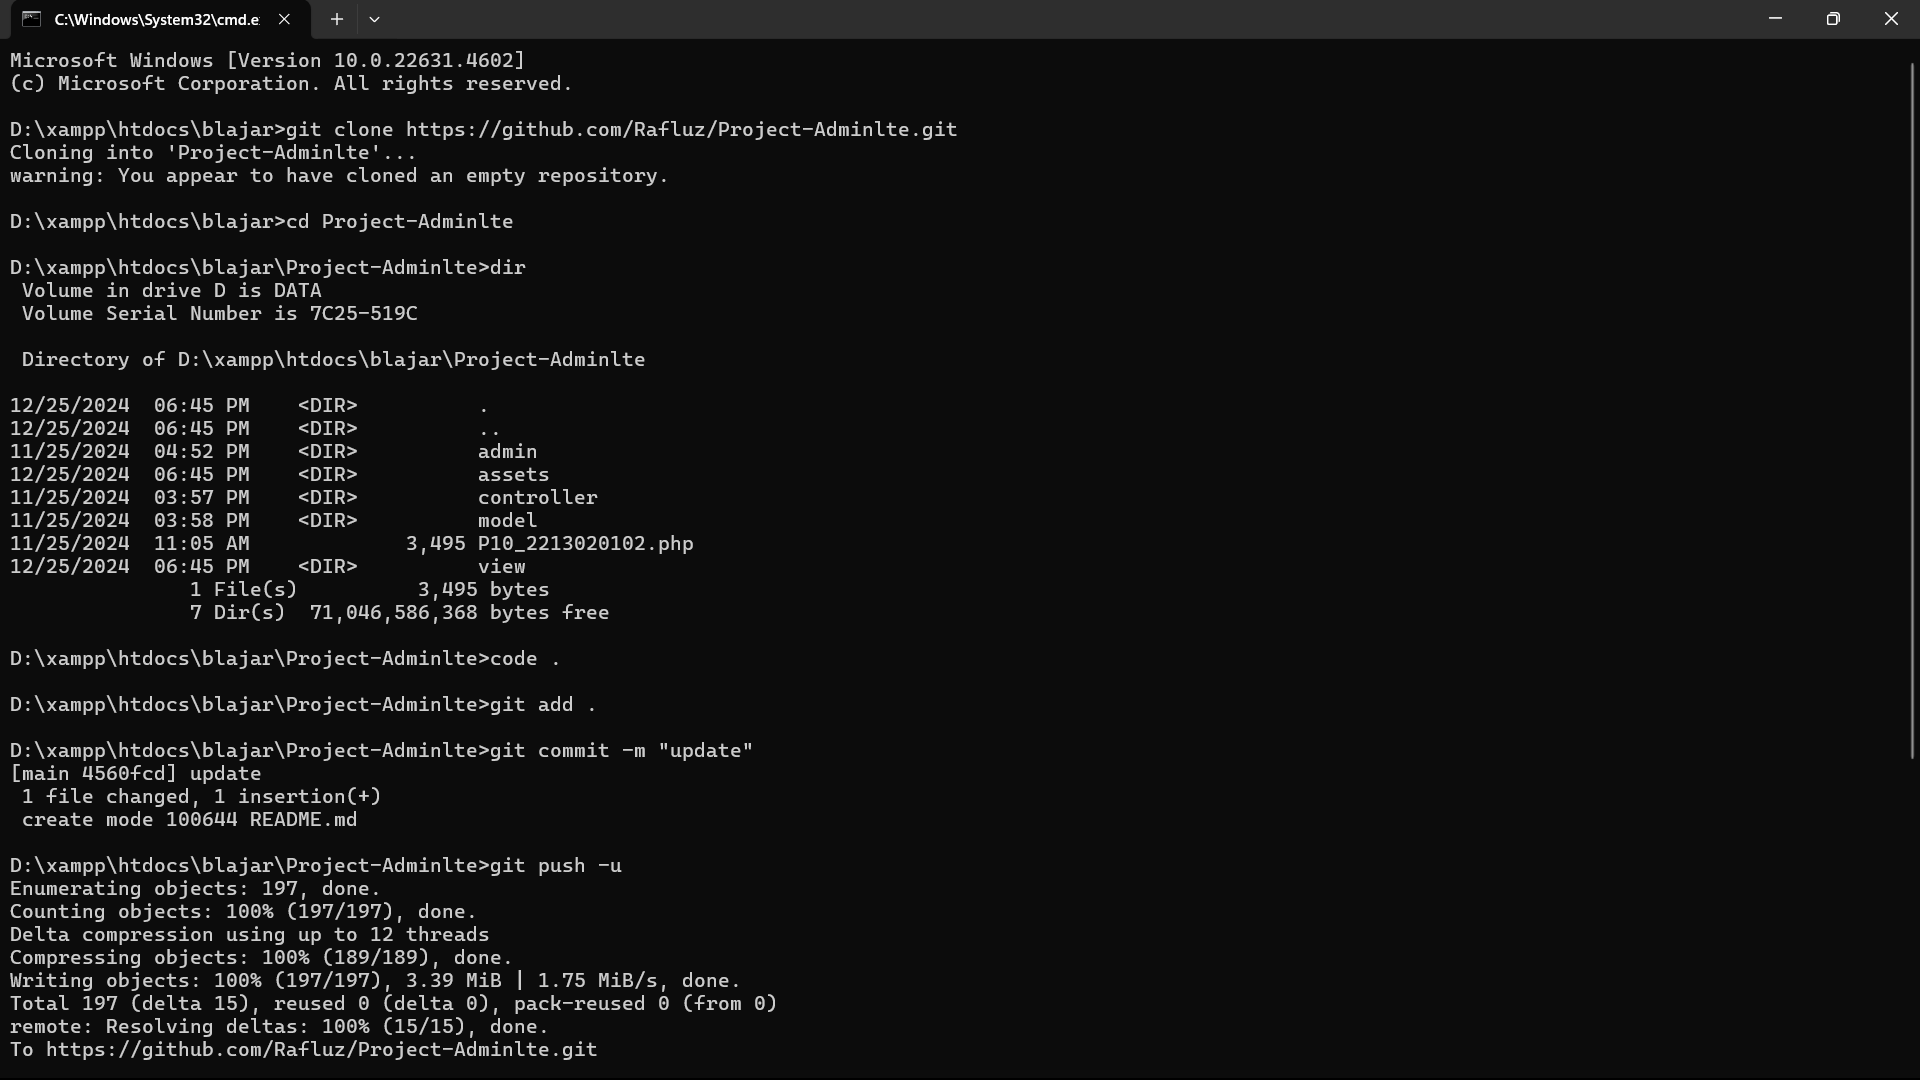 C:\Windows\System32\cmd.e
Microsoft Windows [Version 10.0.22631.4602]
(c) Microsoft Corporation. All rights reserved.
D:\xampp\htdocs\blajar>git clone https://github.com/Rafluz/Project-Adminlte.git
Cloning into 'Project-Adminlte'...
warning: You appear to have cloned an empty repository.
D:\xampp\htdocs\blajar>cd Project-Adminlte
D:\xampp\htdocs\blajar\Project-Adminlte>dir
 Volume in drive D is DATA
 Volume Serial Number is 7C25-519C
 Directory of D:\xampp\htdocs\blajar\Project-Adminlte
12/25/2024  06:45 PM    <DIR>          .
12/25/2024  06:45 PM    <DIR>          ..
11/25/2024  04:52 PM    <DIR>          admin
12/25/2024  06:45 PM    <DIR>          assets
11/25/2024  03:57 PM    <DIR>          controller
11/25/2024  03:58 PM    <DIR>          model
11/25/2024  11:05 AM             3,495 P10_2213020102.php
12/25/2024  06:45 PM    <DIR>          view
               1 File(s)          3,495 bytes
               7 Dir(s)  71,046,586,368 bytes free
D:\xampp\htdocs\blajar\Project-Adminlte>code .
D:\xampp\htdocs\blajar\Project-Adminlte>git add .
D:\xampp\htdocs\blajar\Project-Adminlte>git commit -m "update"
[main 4560fcd] update
 1 file changed, 1 insertion(+)
 create mode 100644 README.md
D:\xampp\htdocs\blajar\Project-Adminlte>git push -u
Enumerating objects: 197, done.
Counting objects: 100% (197/197), done.
Delta compression using up to 12 threads
Compressing objects: 100% (189/189), done.
Writing objects: 100% (197/197), 3.39 MiB | 1.75 MiB/s, done.
Total 197 (delta 15), reused 0 (delta 0), pack-reused 0 (from 0)
remote: Resolving deltas: 100% (15/15), done.
To https://github.com/Rafluz/Project-Adminlte.git